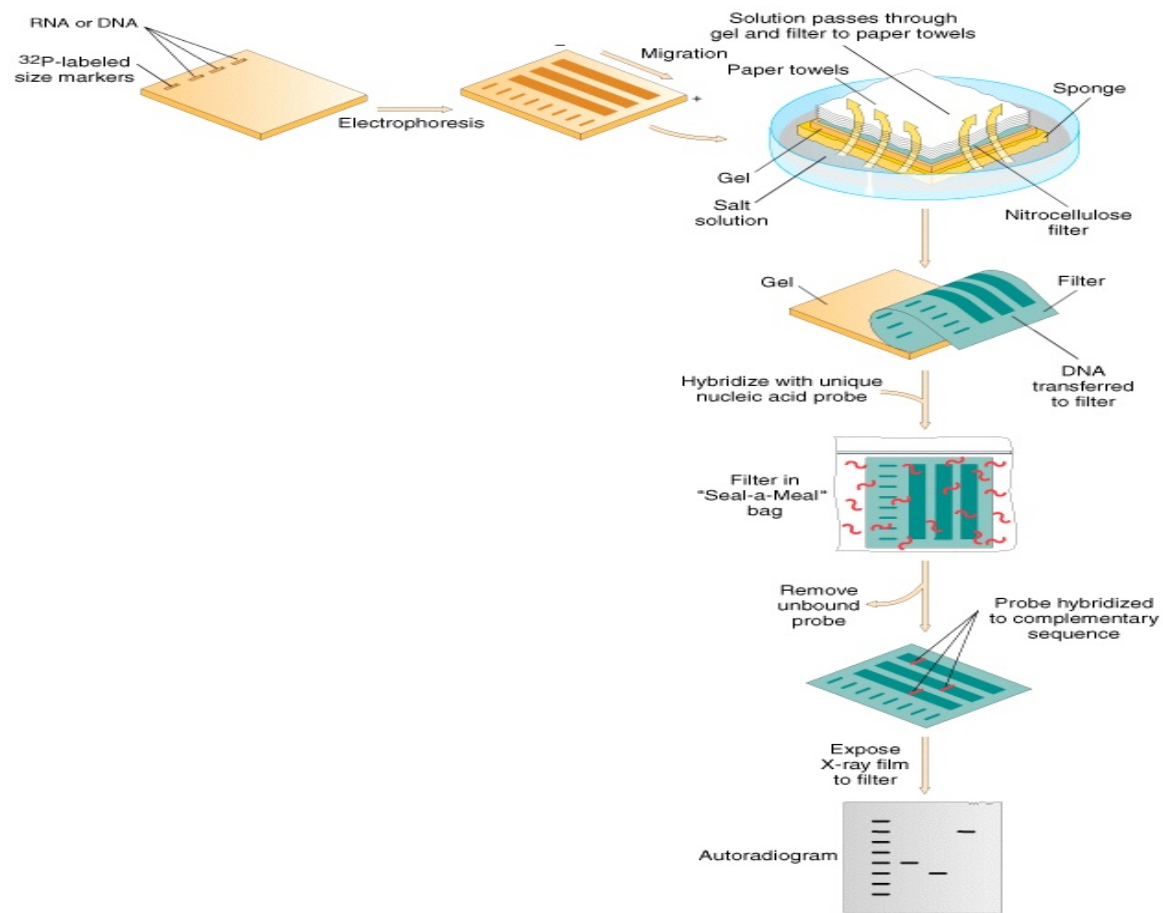 RNA or DNA
32P-labeled
size markers
Electrophoresis
–
Migration
+
Solution passes through
gel and filter to paper towels
Paper towels
Sponge
Gel
Salt
solution
Nitrocellulose
filter
Gel
Filter
DNA
transferred
to filter
Hybridize with unique
nucleic acid probe
Filter in
"Seal-a-Meal"
bag
Remove
unbound
probe
Probe hybridized
to complementary
sequence
Expose
X-ray film
to filter
Autoradiogram